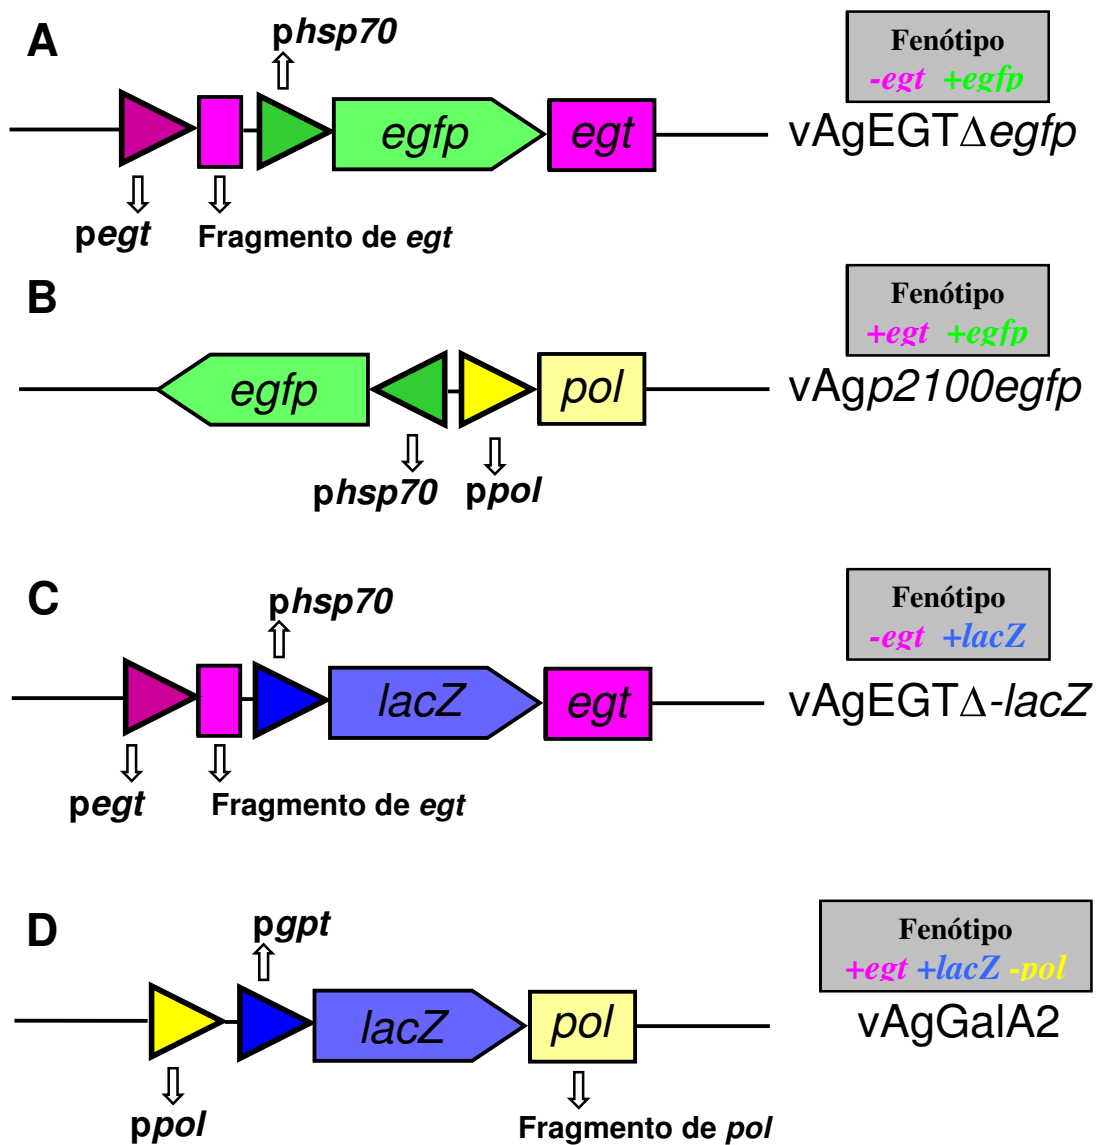 A
phsp70
Fenótipo
-egt +egfp
egfp
egt
vAgEGTΔegfp
pegt
Fragmento de egt
B
Fenótipo
+egt +egfp
egfp
pol
vAgp2100egfp
phsp70
ppol
C
phsp70
Fenótipo
-egt +lacZ
lacZ
egt
vAgEGTΔ-lacZ
pegt
Fragmento de egt
D
pgpt
Fenótipo
+egt +lacZ -pol
lacZ
pol
vAgGalA2
ppol
Fragmento de pol